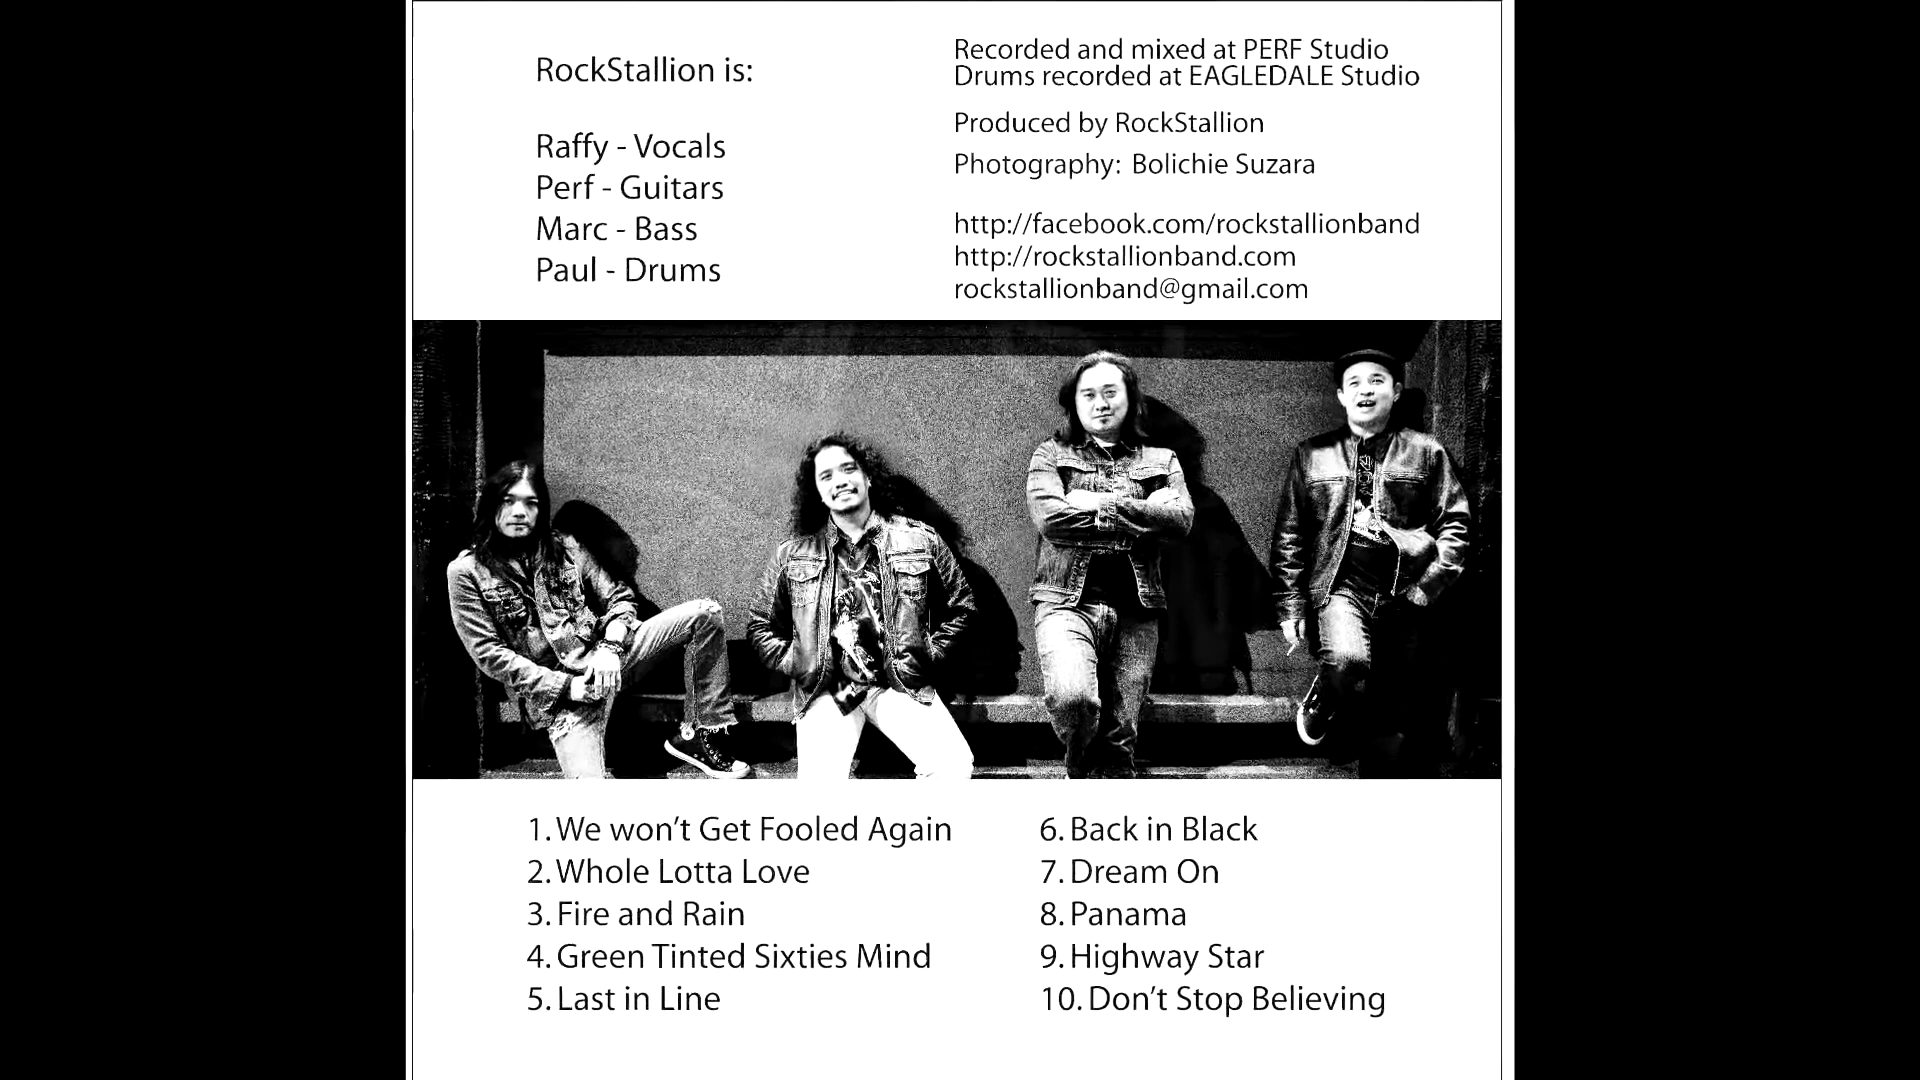 RockStallion is:
Raffy - Vocals
Perf - Guitars
Marc - Bass
Paul - Drums
Recorded and mixed at PERF Studio
Drums recorded at EAGLEDALE Studio
Produced by RockStallion
Photography: Bolichie Suzara
http://facebook.com/rockstallionband
http://rockstallionband.com
rockstallionband@gmail.com
1. We won't Get Fooled Again
2. Whole Lotta Love
3. Fire and Rain
4. Green Tinted Sixties Mind
5. Last in Line
6. Back in Black
7. Dream On
8. Panama
9. Highway Star
10. Don't Stop Believing